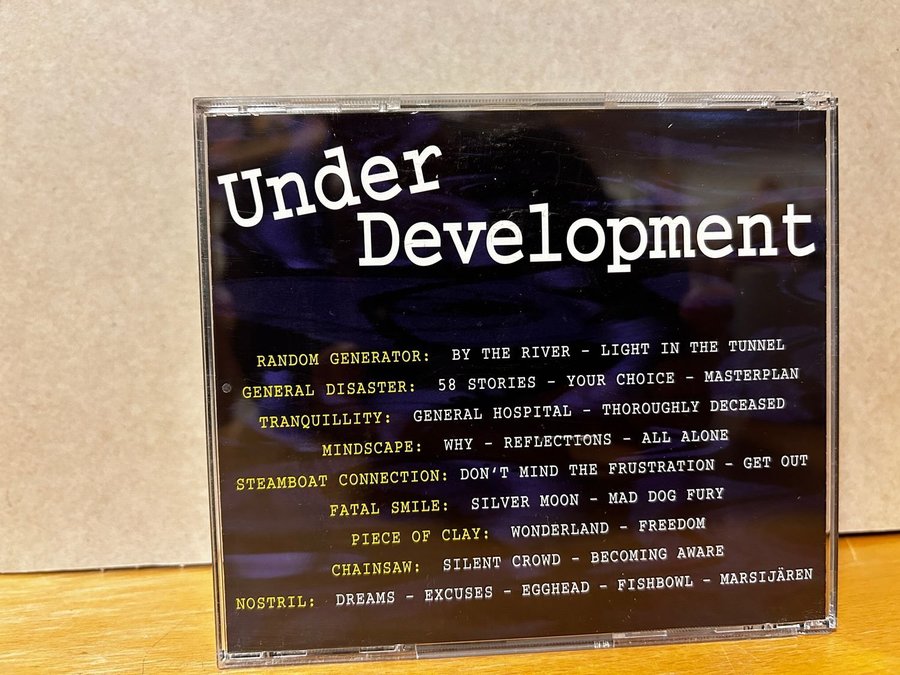 Under
Development
RANDOM GENERATOR: BY THE RIVER - LIGHT IN THE TUNNEL
GENERAL DISASTER: 58 STORIES - YOUR CHOICE - MASTERPLAN
TRANQUILLITY: GENERAL HOSPITAL - THOROUGHLY DECEASED
MINDSCAPE: WHY - REFLECTIONS - ALL ALONE
STEAMBOAT CONNECTION: DON'T MIND THE FRUSTRATION - GET OUT
FATAL SMILE: SILVER MOON - MAD DOG FURY
PIECE OF CLAY: WONDERLAND - FREEDOM
CHAINSAW: SILENT CROWD - BECOMING AWARE
NOSTRIL: DREAMS - EXCUSES - EGGHEAD - FISHBOWL - MARSIJÄREN